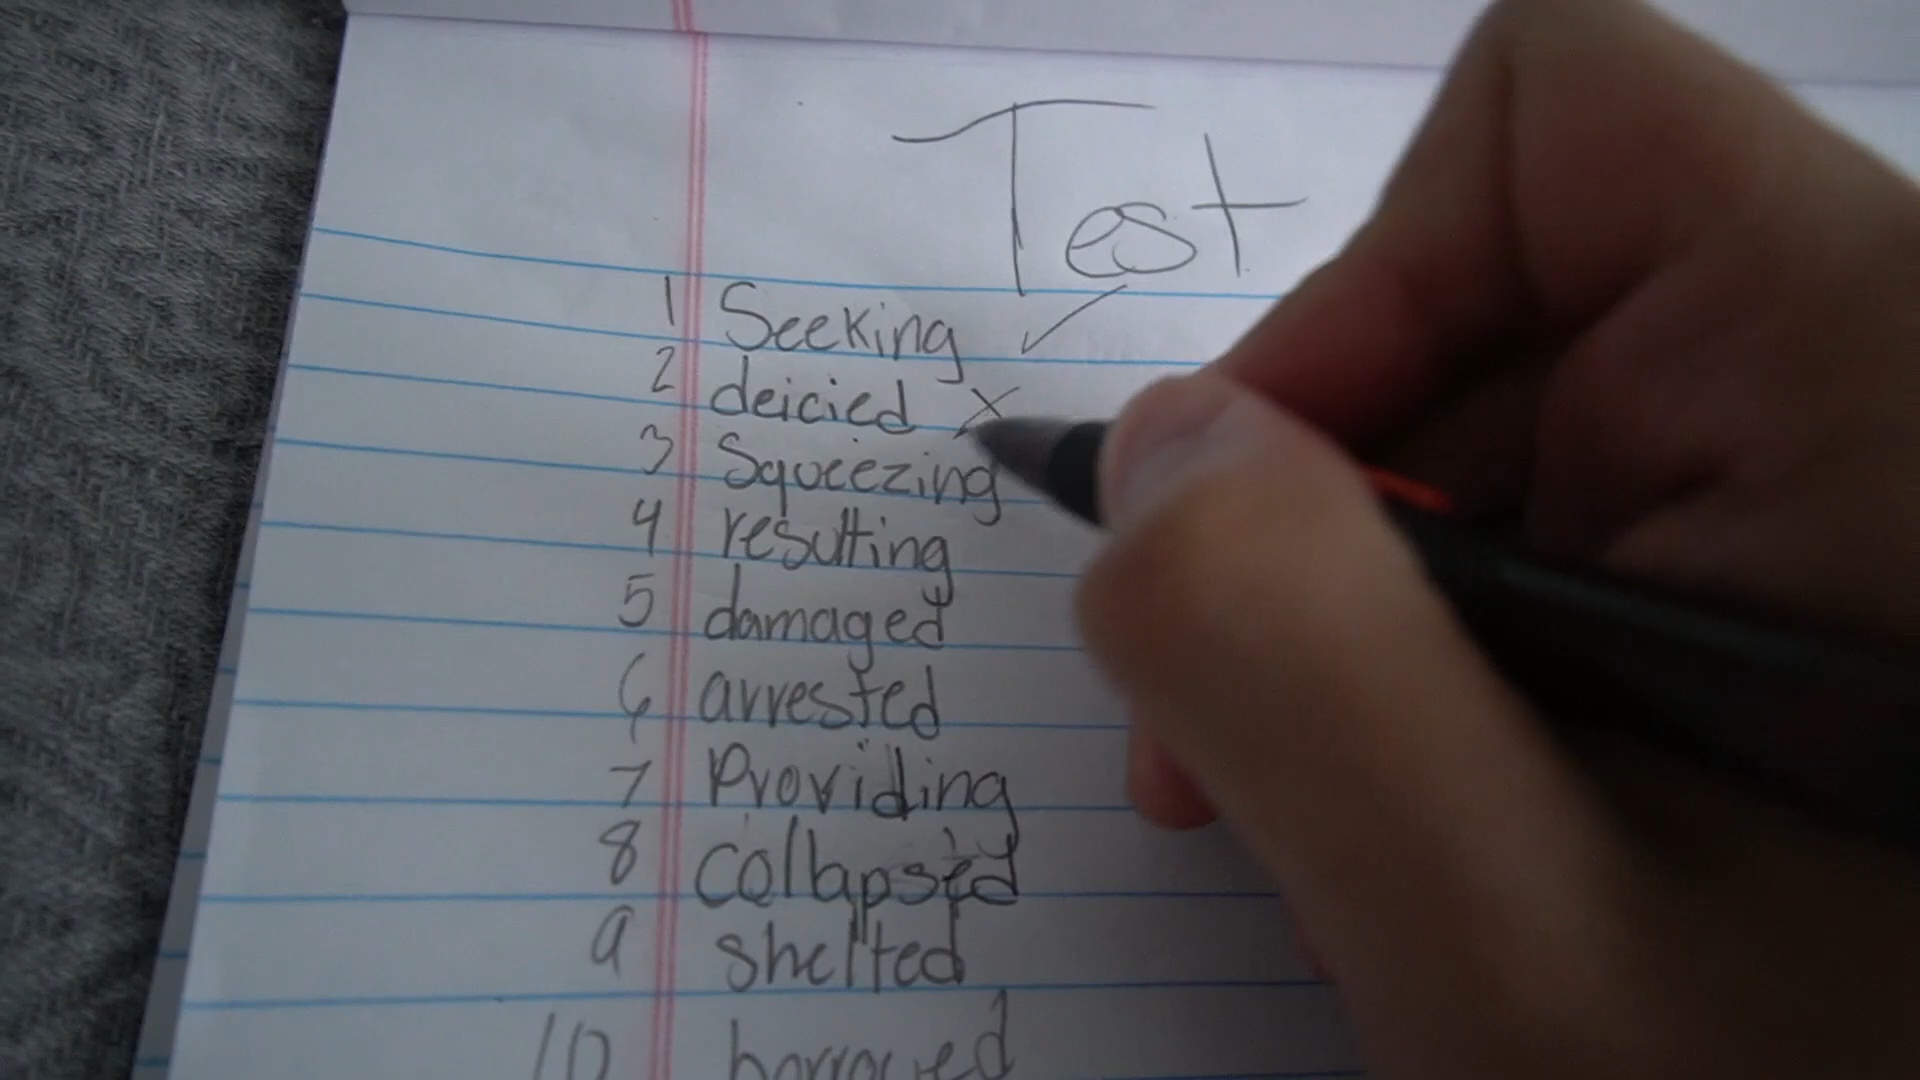 Test
1 Seeking ✓
2 deicied X
3 Squeezing
4 resulting
5 damaged
6 arrested
7 Providing
8 Collapsed
9 shelted
10 borrowed